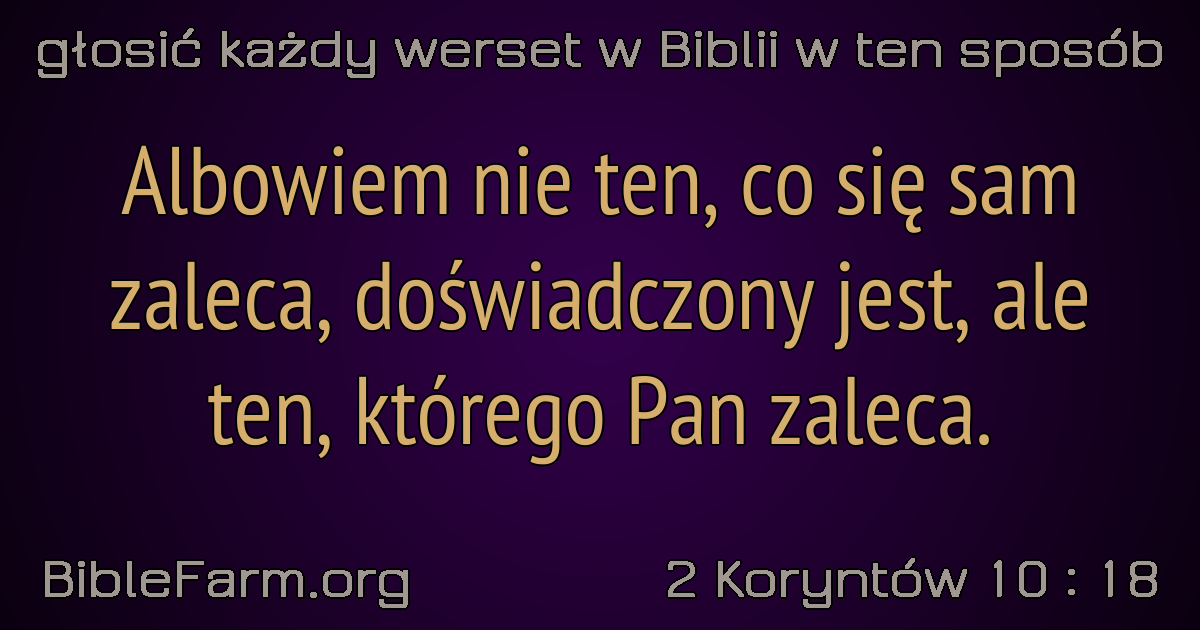 głosić każdy werset w Biblii w ten sposób
Albowiem nie ten, co się sam
zaleca, doświadczony jest, ale
ten, którego Pan zaleca.
BibleFarm.org
2 Koryntów 10 : 18